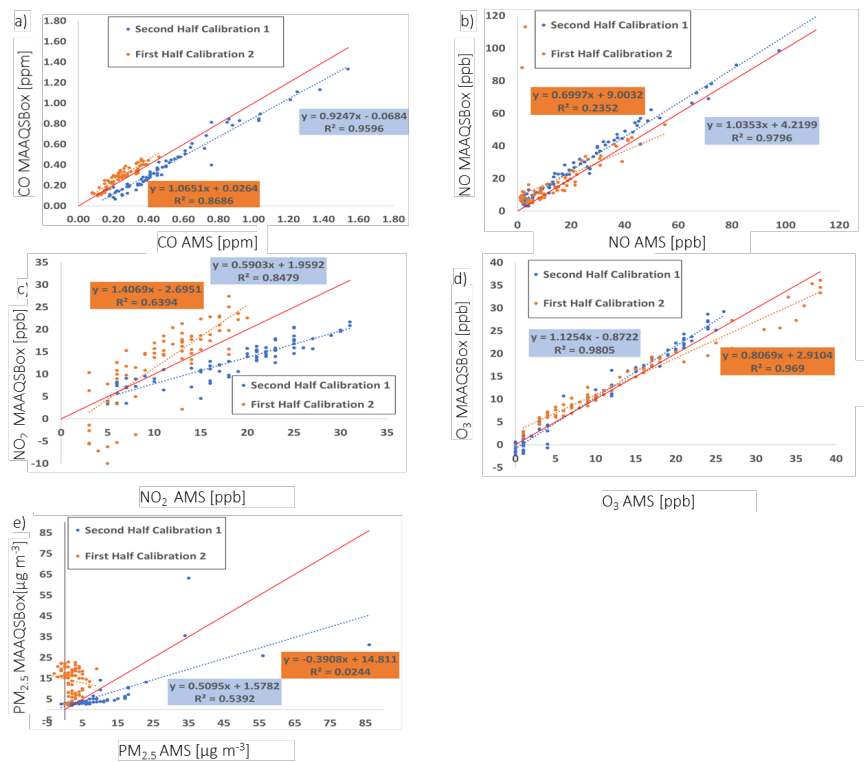 a)
CO MAAQSBox [ppm]
1.80
1.60
1.40
1.20
1.00
0.80
0.60
0.40
0.20
0.00
Second Half Calibration 1
First Half Calibration 2
y = 0.9247x - 0.0684
R² = 0.9596
y = 1.0651x + 0.0264
R² = 0.8686
0.00 0.20 0.40 0.60 0.80 1.00 1.20 1.40 1.60 1.80
CO AMS [ppm]
b)
NO MAAQSBox [ppb]
120
100
80
60
40
20
0
Second Half Calibration 1
First Half Calibration 2
y = 0.6997x + 9.0032
R² = 0.2352
y = 1.0353x + 4.2199
R² = 0.9796
0 20 40 60 80 100 120
NO AMS [ppb]
c)
NO2 MAAQSBox [ppb]
35
30
25
20
15
10
5
0
-5
-10
y = 0.5903x + 1.9592
R² = 0.8479
y = 1.4069x - 2.6951
R² = 0.6394
Second Half Calibration 1
First Half Calibration 2
0 5 10 15 20 25 30 35
NO2 AMS [ppb]
d)
O3 MAAQSBox [ppb]
40
35
30
25
20
15
10
5
0
-5
Second Half Calibration 1
First Half Calibration 2
y = 1.1254x - 0.8722
R² = 0.9805
y = 0.8069x + 2.9104
R² = 0.969
0 5 10 15 20 25 30 35 40
O3 AMS [ppb]
e)
PM2.5 MAAQSBox[µg m-3]
85
75
65
55
45
35
25
15
5
-5
Second Half Calibration 1
First Half Calibration 2
y = -0.3908x + 14.811
R² = 0.0244
y = 0.5095x + 1.5782
R² = 0.5392
5 15 25 35 45 55 65 75 85
PM2.5 AMS [µg m-3]